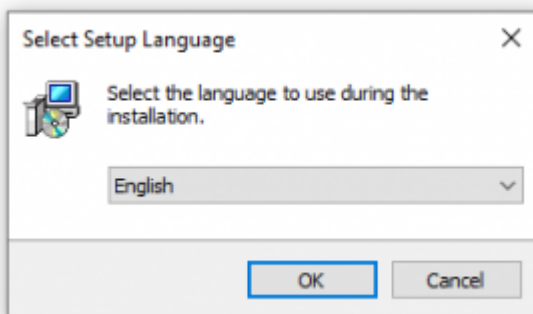 Select Setup Language
Select the language to use during the
installation.
English
OK
Cancel